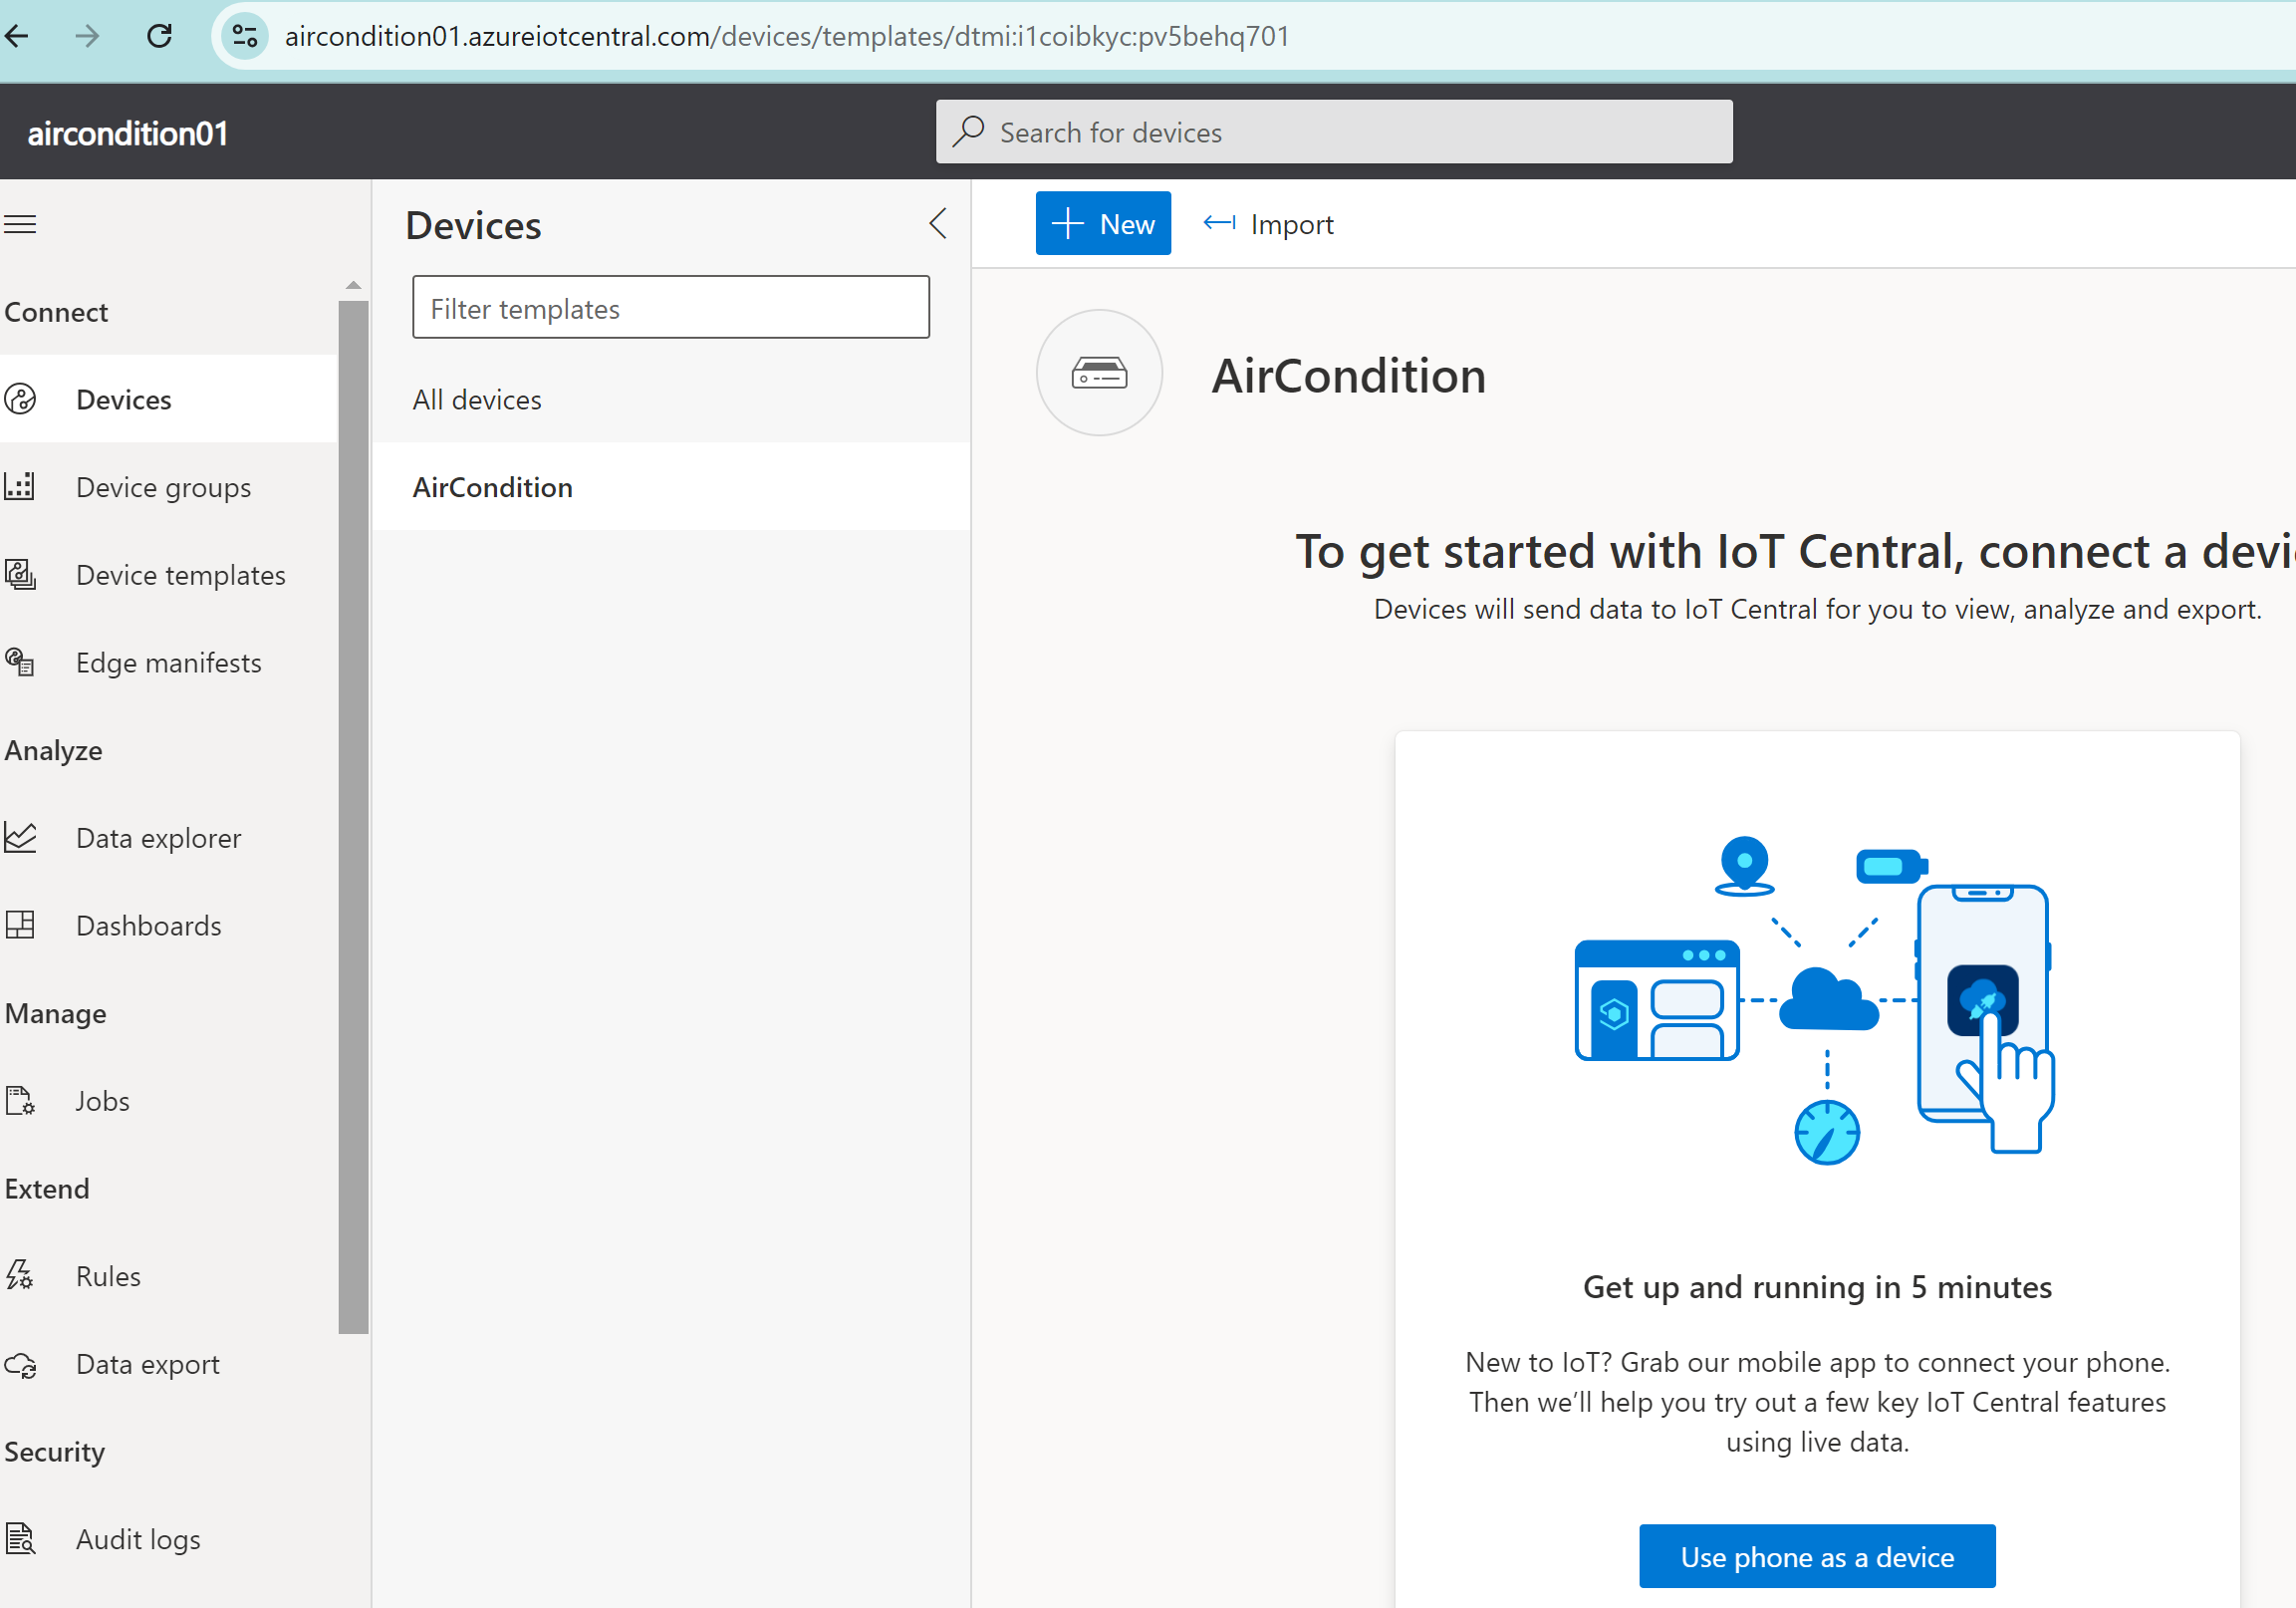 aircondition01.azureiotcentral.com/devices/templates/dtmi:i1coibkyc:pv5behq701
aircondition01
Search for devices
Connect
Devices
Device groups
Device templates
Edge manifests
Analyze
Data explorer
Dashboards
Manage
Jobs
Extend
Rules
Data export
Security
Audit logs
Devices
Filter templates
All devices
AirCondition
New
Import
AirCondition
To get started with IoT Central, connect a
Devices will send data to IoT Central for you to view, analyze and export.
Get up and running in 5 minutes
New to IoT? Grab our mobile app to connect your phone.
Then we’ll help you try out a few key IoT Central features
using live data.
Use phone as a device